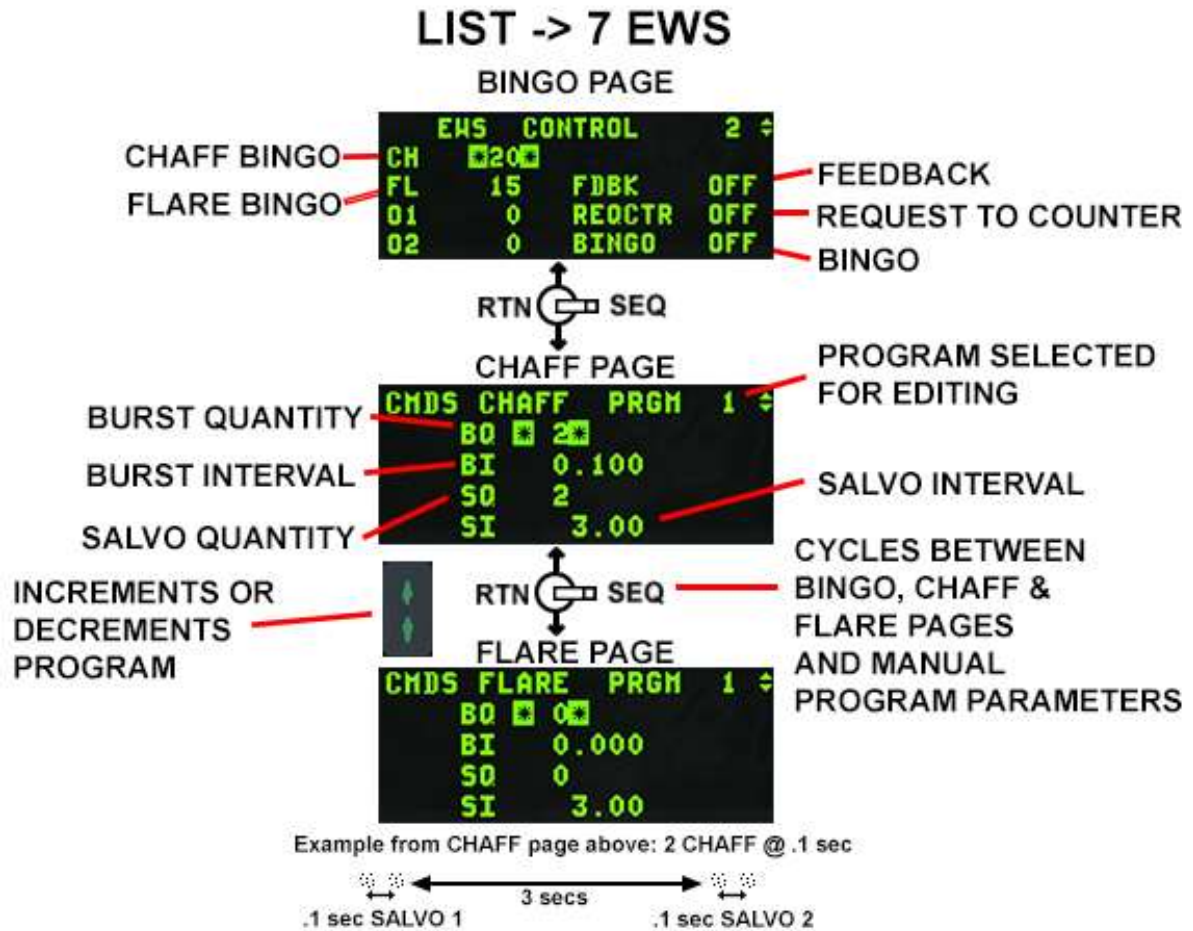 LIST -> 7 EWS
BINGO PAGE
EWS CONTROL 2
CHAFF BINGO
CH *20*
FLARE BINGO
FL 15 FDBK OFF
FEEDBACK
O1 0 REQCTR OFF
REQUEST TO COUNTER
O2 0 BINGO OFF
BINGO
RTN SEQ
CHAFF PAGE
PROGRAM SELECTED
FOR EDITING
CMDS CHAFF PRGM 1
BURST QUANTITY
BQ * 2*
BURST INTERVAL
BI 0.100
SQ 2
SALVO INTERVAL
SALVO QUANTITY
SI 3.00
INCREMENTS OR
DECREMENTS
PROGRAM
RTN SEQ
CYCLES BETWEEN
BINGO, CHAFF &
FLARE PAGES
AND MANUAL
PROGRAM PARAMETERS
FLARE PAGE
CMDS FLARE PRGM 1
BQ * 0*
BI 0.000
SQ 0
SI 3.00
Example from CHAFF page above: 2 CHAFF @ .1 sec
3 secs
.1 sec SALVO 1 .1 sec SALVO 2